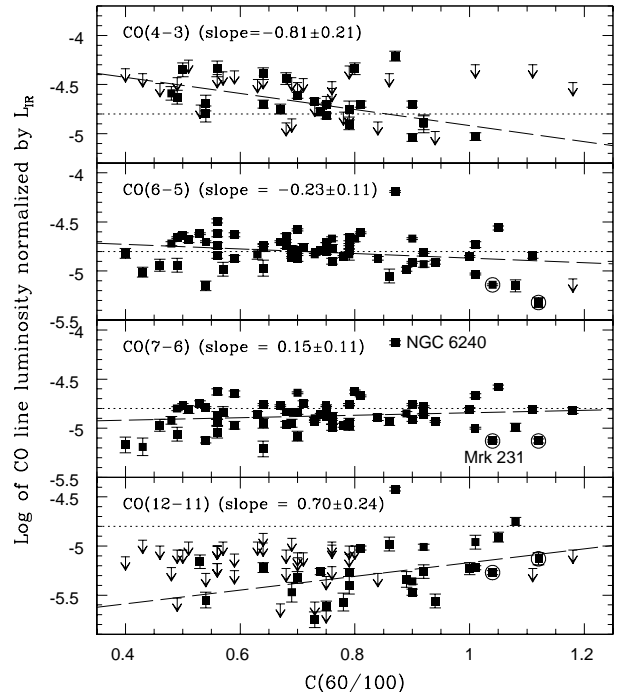 Log of CO line luminosity normalized by L_IR
CO(4−3) (slope=−0.81±0.21)
-4
-4.5
-5
CO(6−5) (slope = −0.23±0.11)
-4
-4.5
-5
-5.5
CO(7−6) (slope = 0.15±0.11)
NGC 6240
Mrk 231
-4
-4.5
-5
-5.5
CO(12−11) (slope = 0.70±0.24)
-4.5
-5
-5.5
0.4 0.6 0.8 1 1.2
C(60/100)